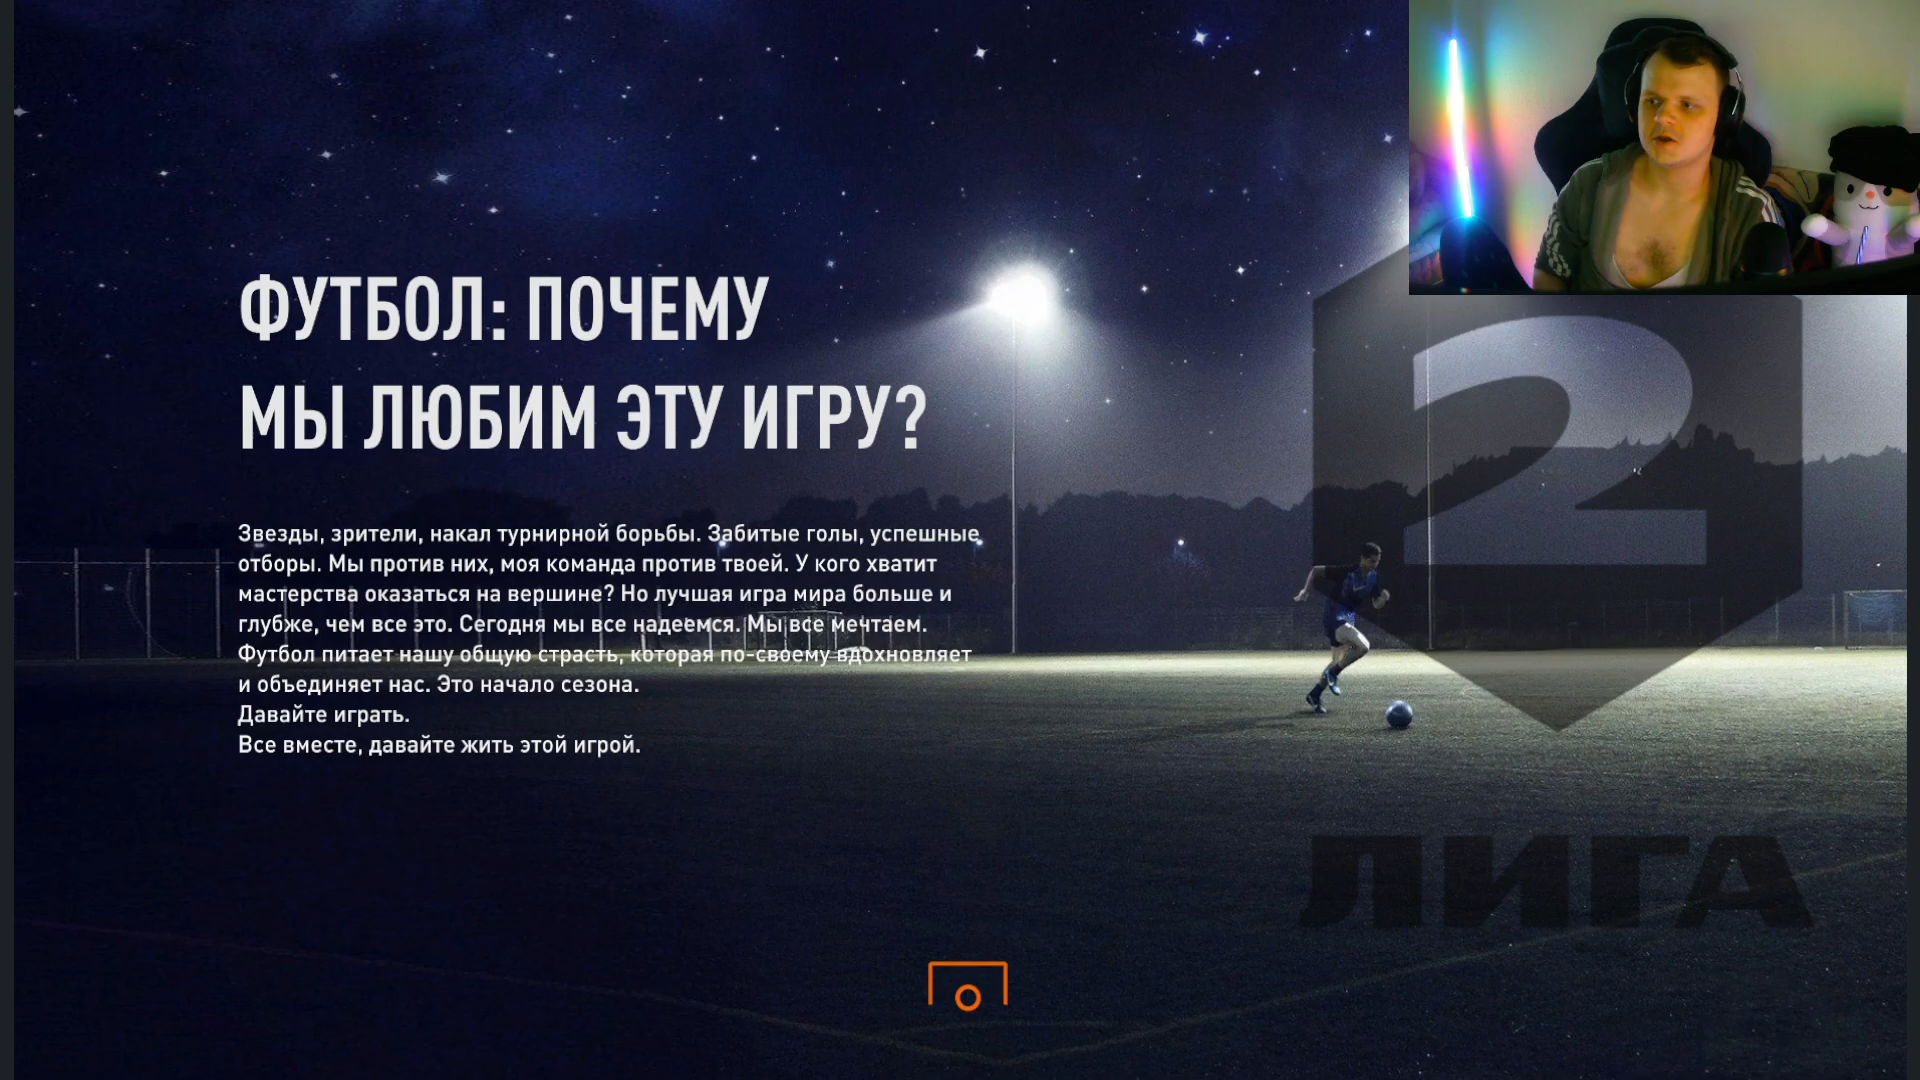 ФУТБОЛ: ПОЧЕМУ
МЫ ЛЮБИМ ЭТУ ИГРУ?
Звезды, зрители, накал турнирной борьбы. Забитые голы, успешные
отборы. Мы против них, моя команда против твоей. У кого хватит
мастерства оказаться на вершине? Но лучшая игра мира больше и
глубже, чем все это. Сегодня мы все надеемся. Мы все мечтаем.
Футбол питает нашу общую страсть, которая по-своему вдохновляет
и объединяет нас. Это начало сезона.
Давайте играть.
Все вместе, давайте жить этой игрой.
2
ЛИГА